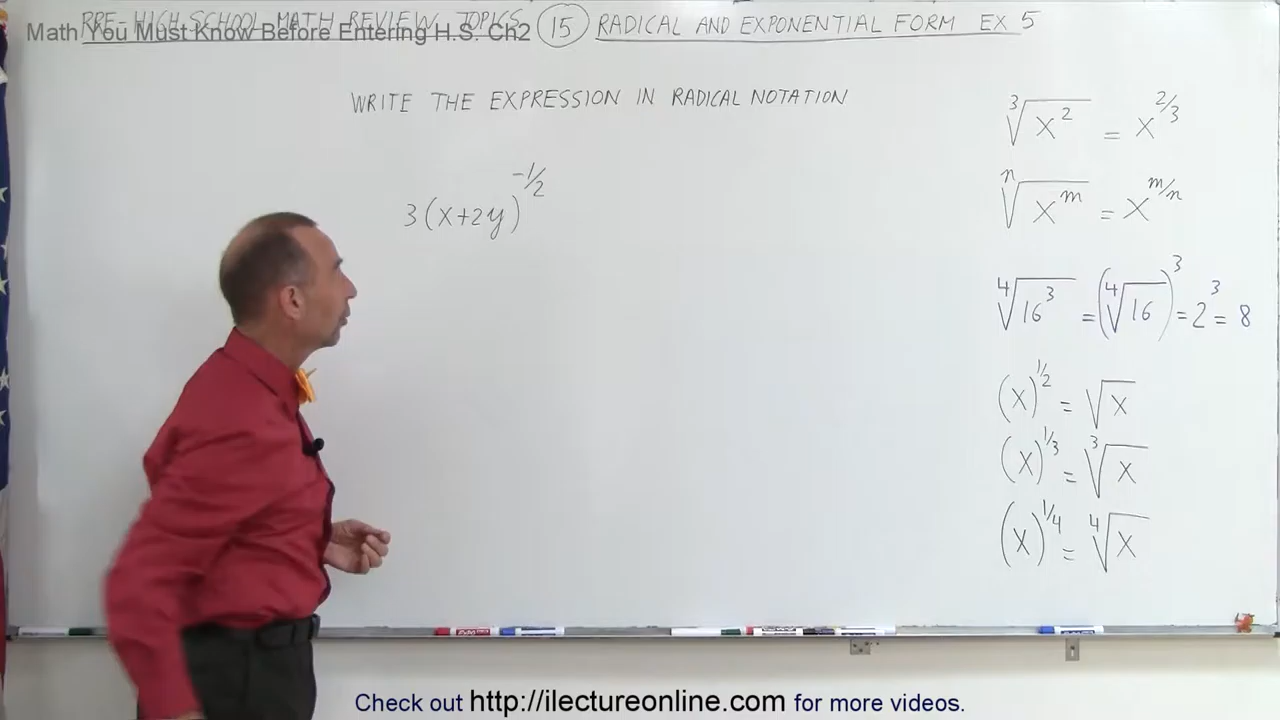 PRE-HIGH SCHOOL MATH REVIEW TOPICS 15 RADICAL AND EXPONENTIAL FORM EX 5
Math You Must Know Before Entering H.S. Ch2
WRITE THE EXPRESSION IN RADICAL NOTATION
3(x+2y)^{-1/2}
∛(x²) = x^{2/3}
ⁿ√(x^m) = x^{m/n}
⁴√(16³) = (⁴√16)³ = 2³ = 8
(x)^{1/2} = √x
(x)^{1/3} = ∛x
(x)^{1/4} = ⁴√x
Check out http://ilectureonline.com for more videos.